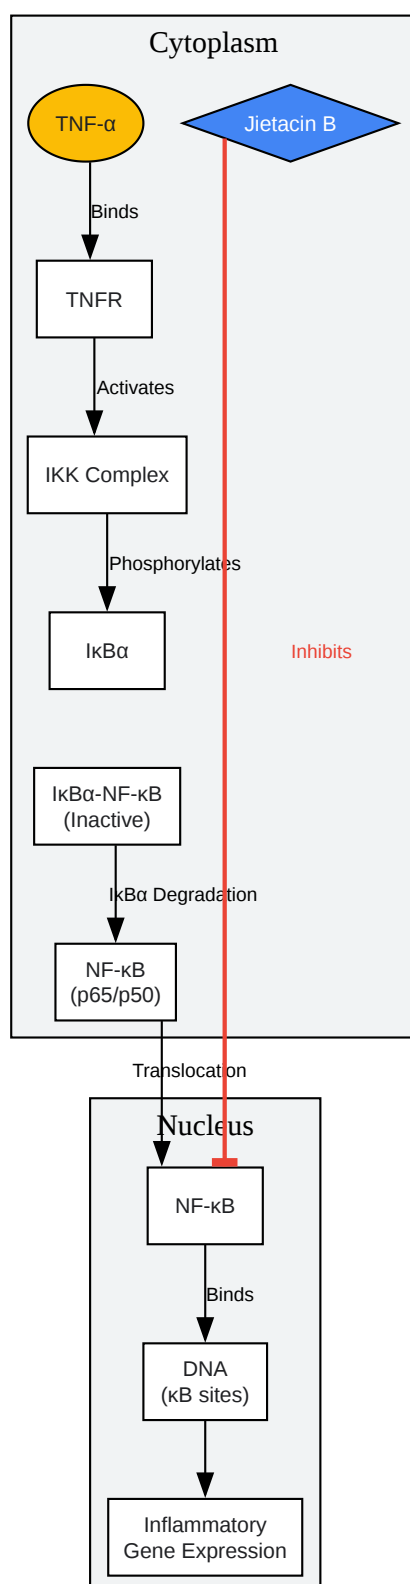 Cytoplasm
TNF-α
Jietacin B
Binds
TNFR
Activates
IKK Complex
Phosphorylates
IκBα
Inhibits
IκBα-NF-κB
(Inactive)
IκBα Degradation
NF-κB
(p65/p50)
Translocation
Nucleus
NF-κB
Binds
DNA
(κB sites)
Inflammatory
Gene Expression